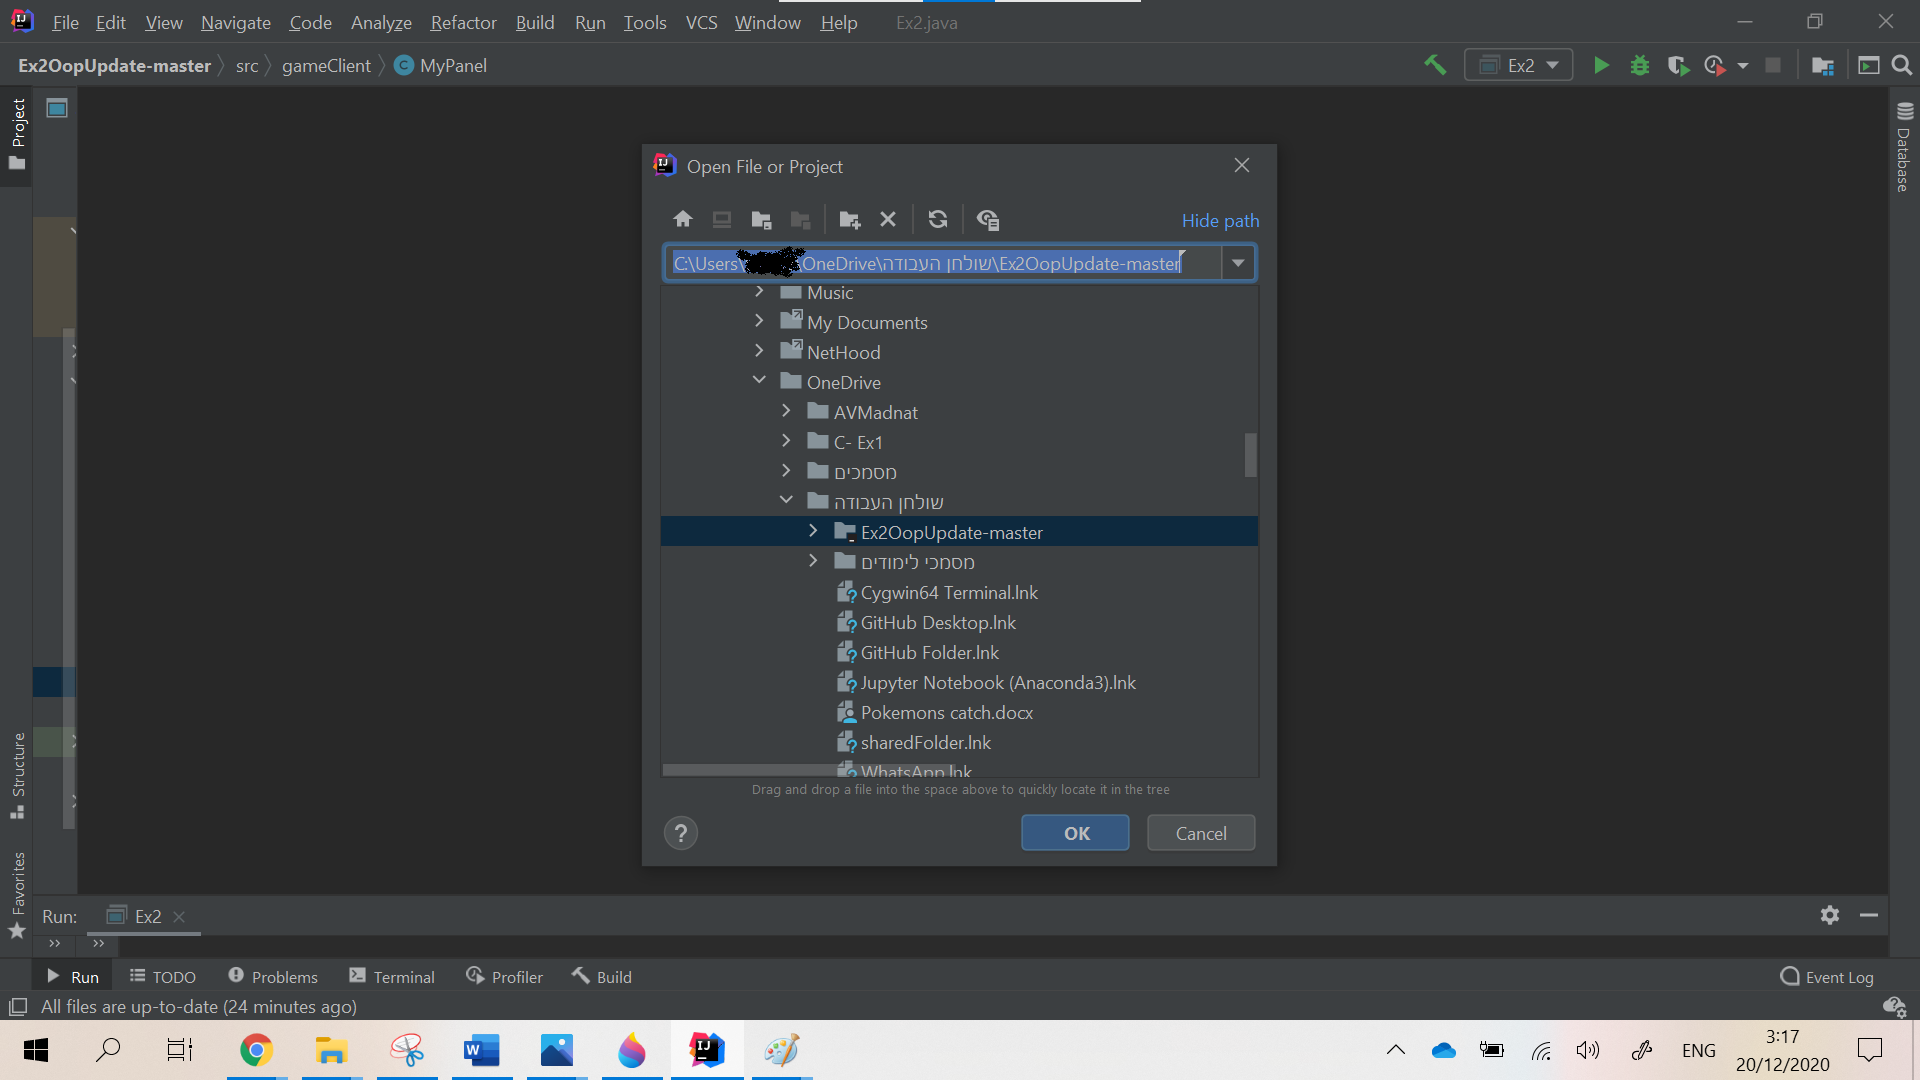 File Edit View Navigate Code Analyze Refactor Build Run Tools VCS Window Help Ex2.java
Ex2OopUpdate-master src gameClient C MyPanel
Ex2
Project
Database
Open File or Project
Hide path
C:\Users\ OneDrive\שולחן העבודה\Ex2OopUpdate-master
Music
My Documents
NetHood
OneDrive
AVMadnat
C- Ex1
מסמכים
שולחן העבודה
Ex2OopUpdate-master
מסמכי לימודים
Cygwin64 Terminal.lnk
GitHub Desktop.lnk
GitHub Folder.lnk
Jupyter Notebook (Anaconda3).lnk
Pokemons catch.docx
sharedFolder.lnk
WhatsApp.lnk
Drag and drop a file into the space above to quickly locate it in the tree
? OK Cancel
Structure
Favorites
Run: Ex2
Run TODO Problems Terminal Profiler Build Event Log
All files are up-to-date (24 minutes ago)
ENG
3:17
20/12/2020